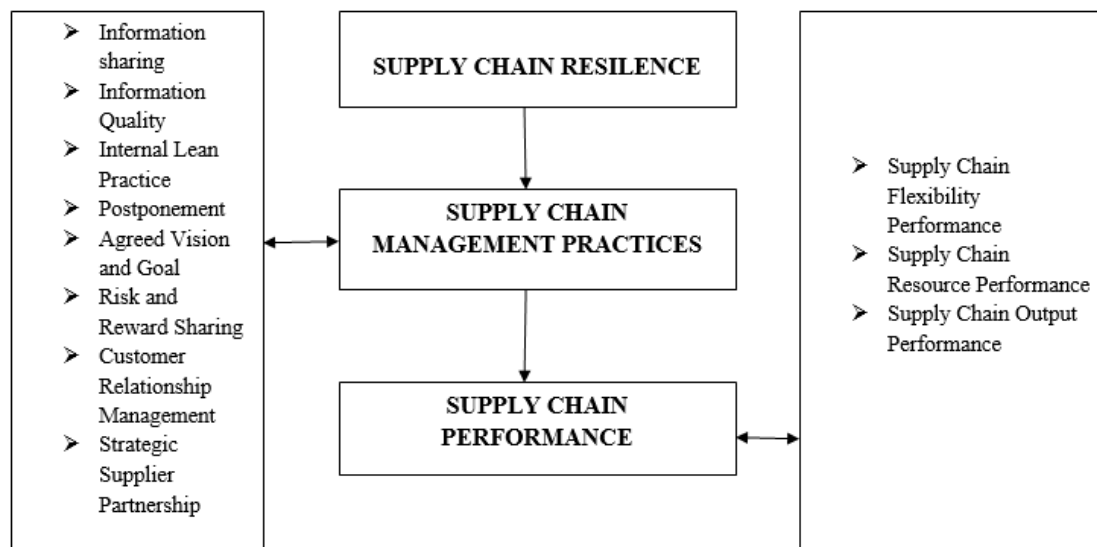 ➢ Information
sharing
➢ Information
Quality
➢ Internal Lean
Practice
➢ Postponement
➢ Agreed Vision
and Goal
➢ Risk and
Reward Sharing
➢ Customer
Relationship
Management
➢ Strategic
Supplier
Partnership
SUPPLY CHAIN RESILENCE
SUPPLY CHAIN
MANAGEMENT PRACTICES
SUPPLY CHAIN
PERFORMANCE
➢ Supply Chain
Flexibility
Performance
➢ Supply Chain
Resource Performance
➢ Supply Chain Output
Performance